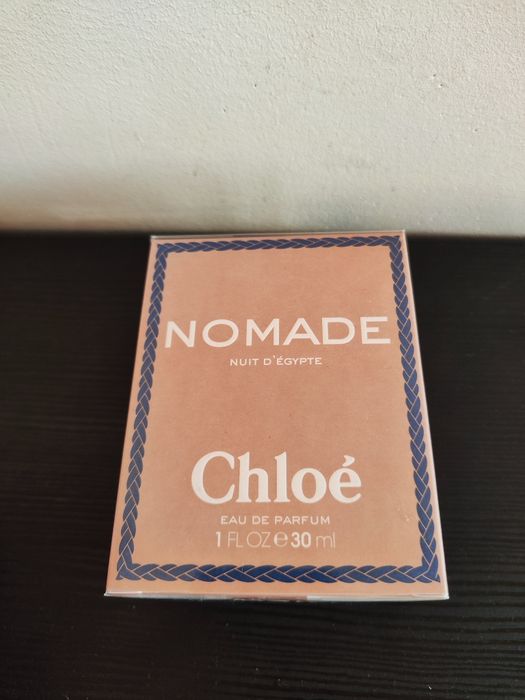 NOMADE
NUIT D'ÉGYPTE
Chloé
EAU DE PARFUM
1 FL OZ ℮ 30 ml